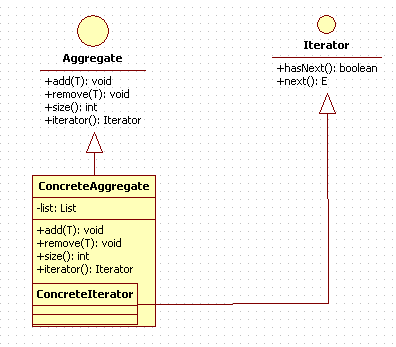 Aggregate
+add(T): void
+remove(T): void
+size(): int
+iterator(): Iterator
Iterator
+hasNext(): boolean
+next(): E
ConcreteAggregate
-list: List
+add(T): void
+remove(T): void
+size(): int
+iterator(): Iterator
ConcreteIterator